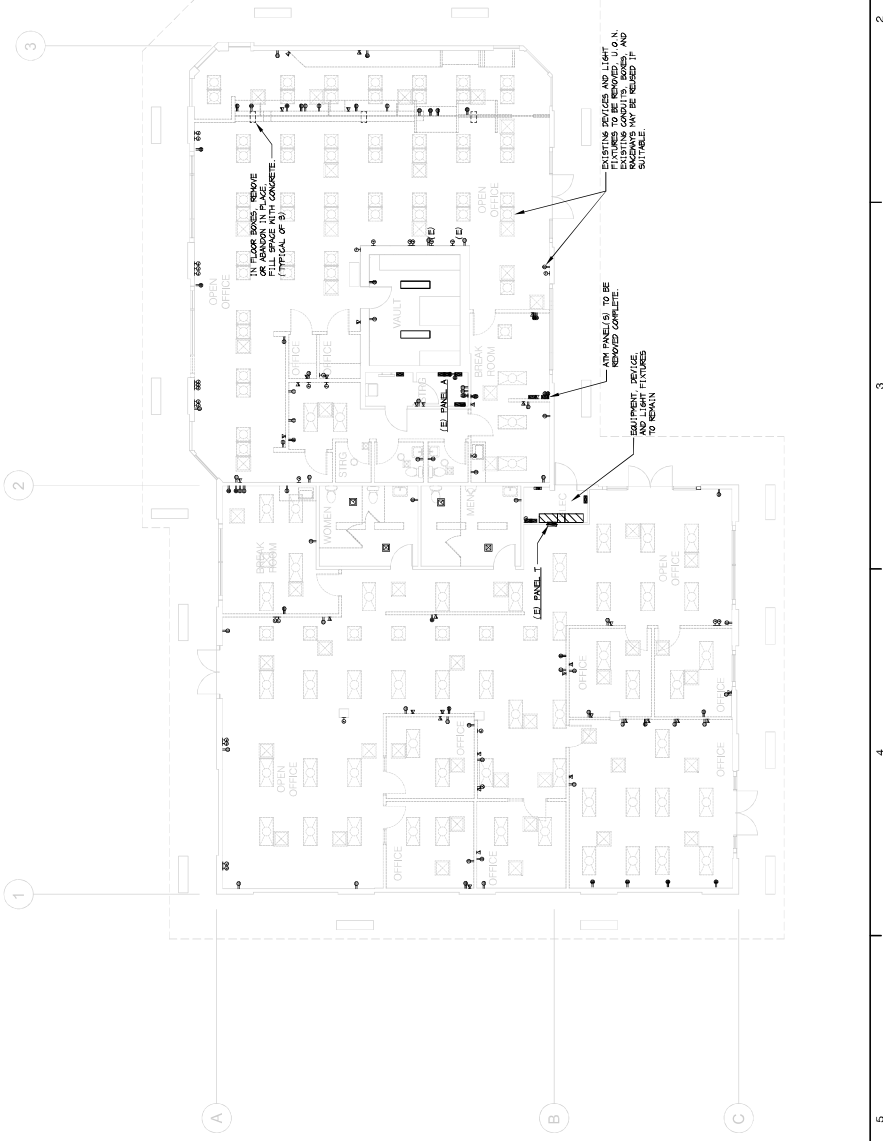 IN FLOOR BOXES, REMOVE
OR ABANDON IN PLACE.
FILL SPACE WITH CONCRETE.
(TYPICAL OF 3)
EXISTING DEVICES AND LIGHT
FIXTURES TO BE REMOVED, U.O.N.
EXISTING CONDUITS, BOXES, AND
RACEWAYS MAY BE REUSED IF
SUITABLE.
ATM PANEL(S) TO BE
REMOVED COMPLETE.
EQUIPMENT, DEVICE,
AND LIGHT FIXTURES
TO REMAIN
(E) PANEL A
(E) PANEL T
(E)
(E)
OPEN
OFFICE
OPEN
OFFICE
VAULT
OFFICE
OFFICE
STRG
BREAK
ROOM
STRG
WOMEN
MEN
ELEC
BREAK
ROOM
OPEN
OFFICE
OFFICE
OFFICE
OPEN
OFFICE
OFFICE
OFFICE
OFFICE
OFFICE
1
2
3
A
B
C
2
3
4
5